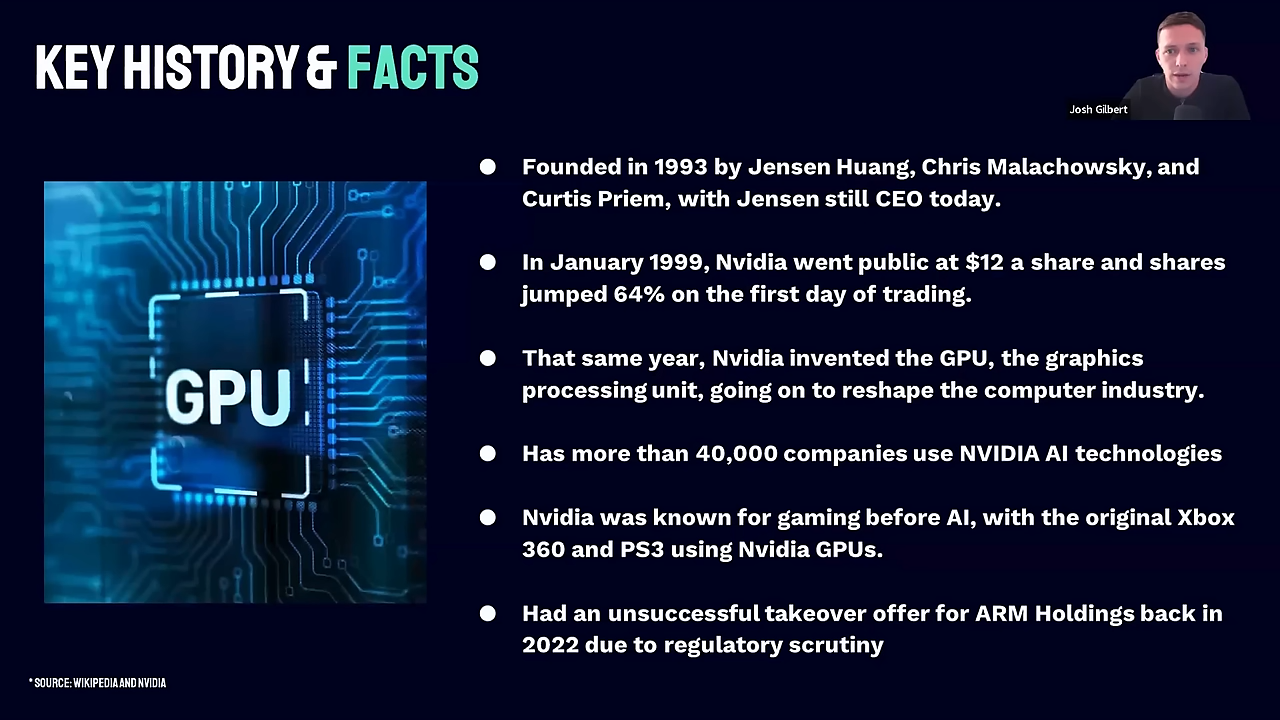 KEY HISTORY & FACTS
Josh Gilbert
Founded in 1993 by Jensen Huang, Chris Malachowsky, and
Curtis Priem, with Jensen still CEO today.
In January 1999, Nvidia went public at $12 a share and shares
jumped 64% on the first day of trading.
GPU
That same year, Nvidia invented the GPU, the graphics
processing unit, going on to reshape the computer industry.
Has more than 40,000 companies use NVIDIA AI technologies
Nvidia was known for gaming before AI, with the original Xbox
360 and PS3 using Nvidia GPUs.
Had an unsuccessful takeover offer for ARM Holdings back in
2022 due to regulatory scrutiny
* SOURCE: WIKIPEDIA AND NVIDIA